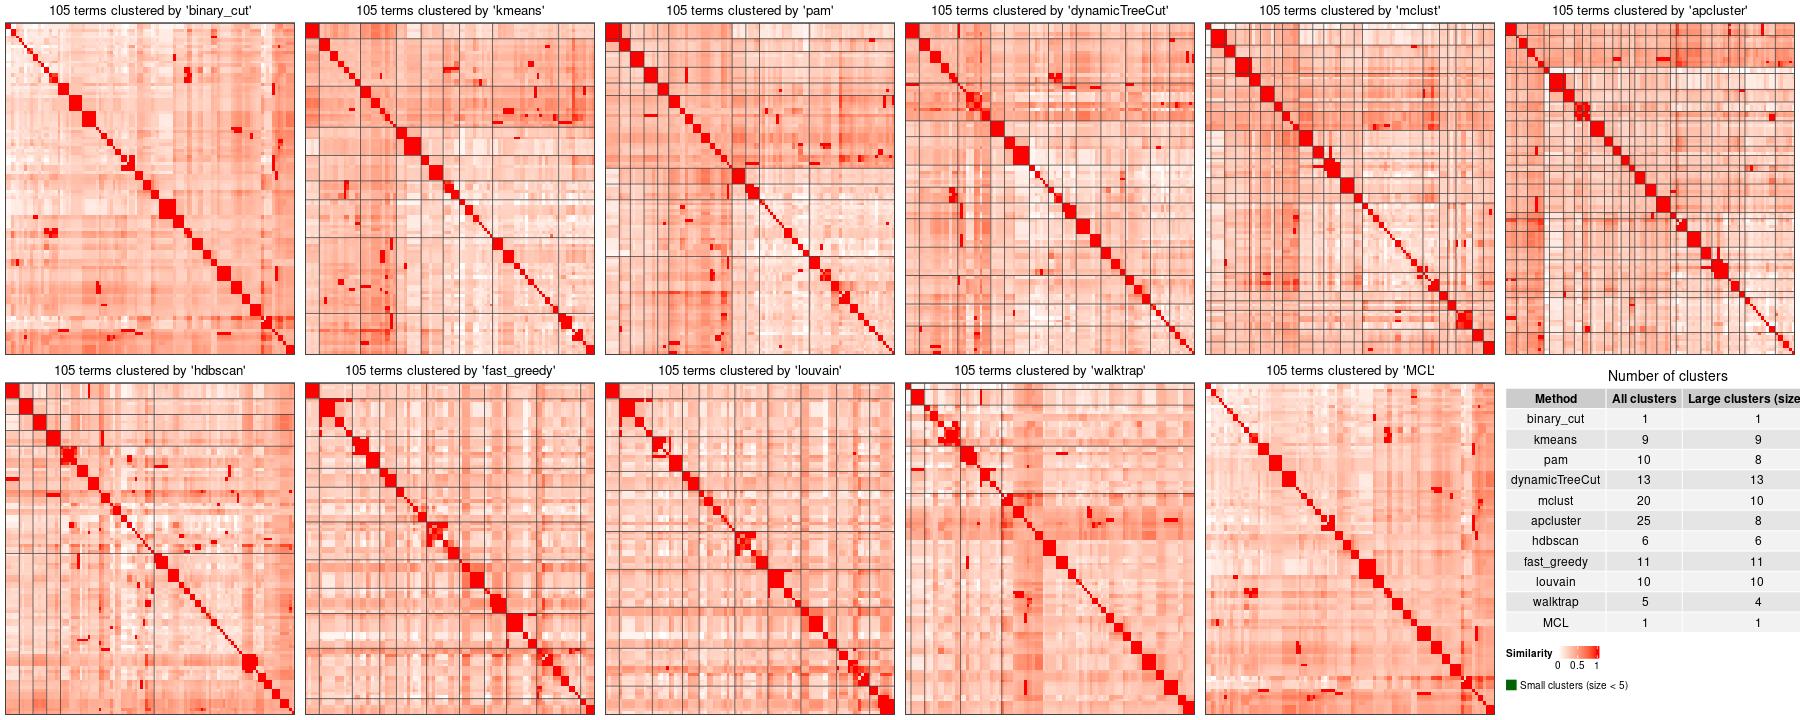 105 terms clustered by 'binary_cut'
105 terms clustered by 'kmeans'
105 terms clustered by 'pam'
105 terms clustered by 'dynamicTreeCut'
105 terms clustered by 'mclust'
105 terms clustered by 'apcluster'
105 terms clustered by 'hdbscan'
105 terms clustered by 'fast_greedy'
105 terms clustered by 'louvain'
105 terms clustered by 'walktrap'
105 terms clustered by 'MCL'
Number of clusters
Method All clusters Large clusters (size
binary_cut 1 1
kmeans 9 9
pam 10 8
dynamicTreeCut 13 13
mclust 20 10
apcluster 25 8
hdbscan 6 6
fast_greedy 11 11
louvain 10 10
walktrap 5 4
MCL 1 1
Similarity
0 0.5 1
Small clusters (size < 5)